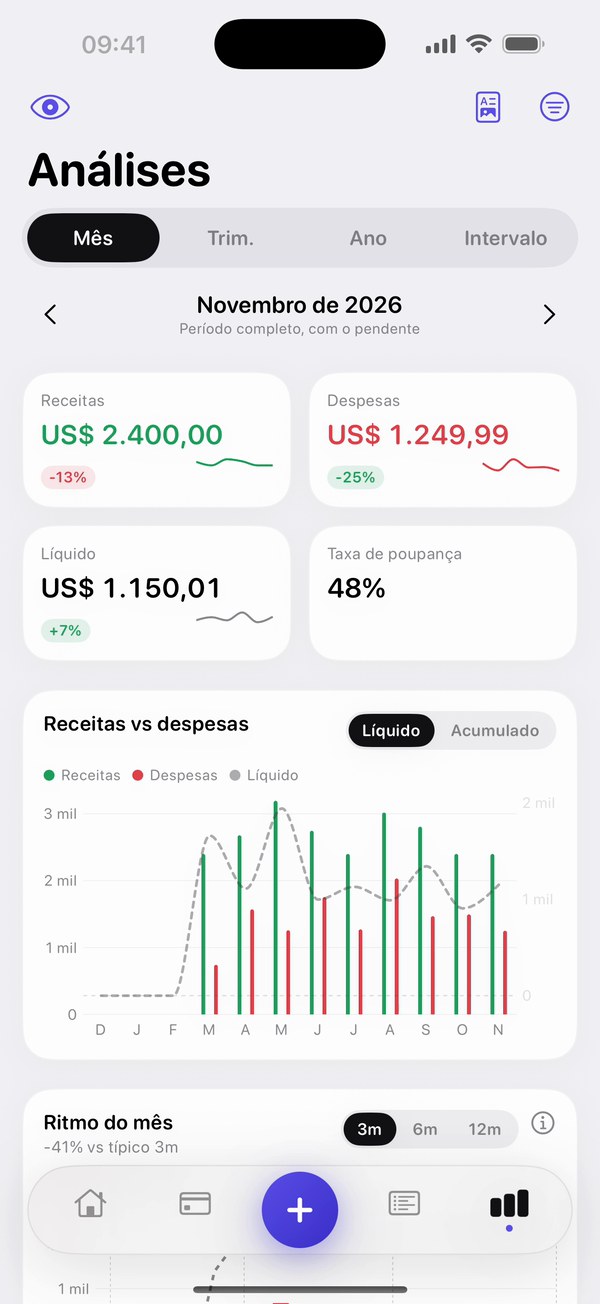 09:41
Análises
Mês Trim. Ano Intervalo
Novembro de 2026
Período completo, com o pendente
Receitas
US$ 2.400,00
-13%
Despesas
US$ 1.249,99
-25%
Líquido
US$ 1.150,01
+7%
Taxa de poupança
48%
Receitas vs despesas
Líquido Acumulado
Receitas Despesas Líquido
3 mil
2 mil
1 mil
0
2 mil
1 mil
0
D J F M A M J J A S O N
Ritmo do mês
-41% vs típico 3m
3m 6m 12m
1 mil